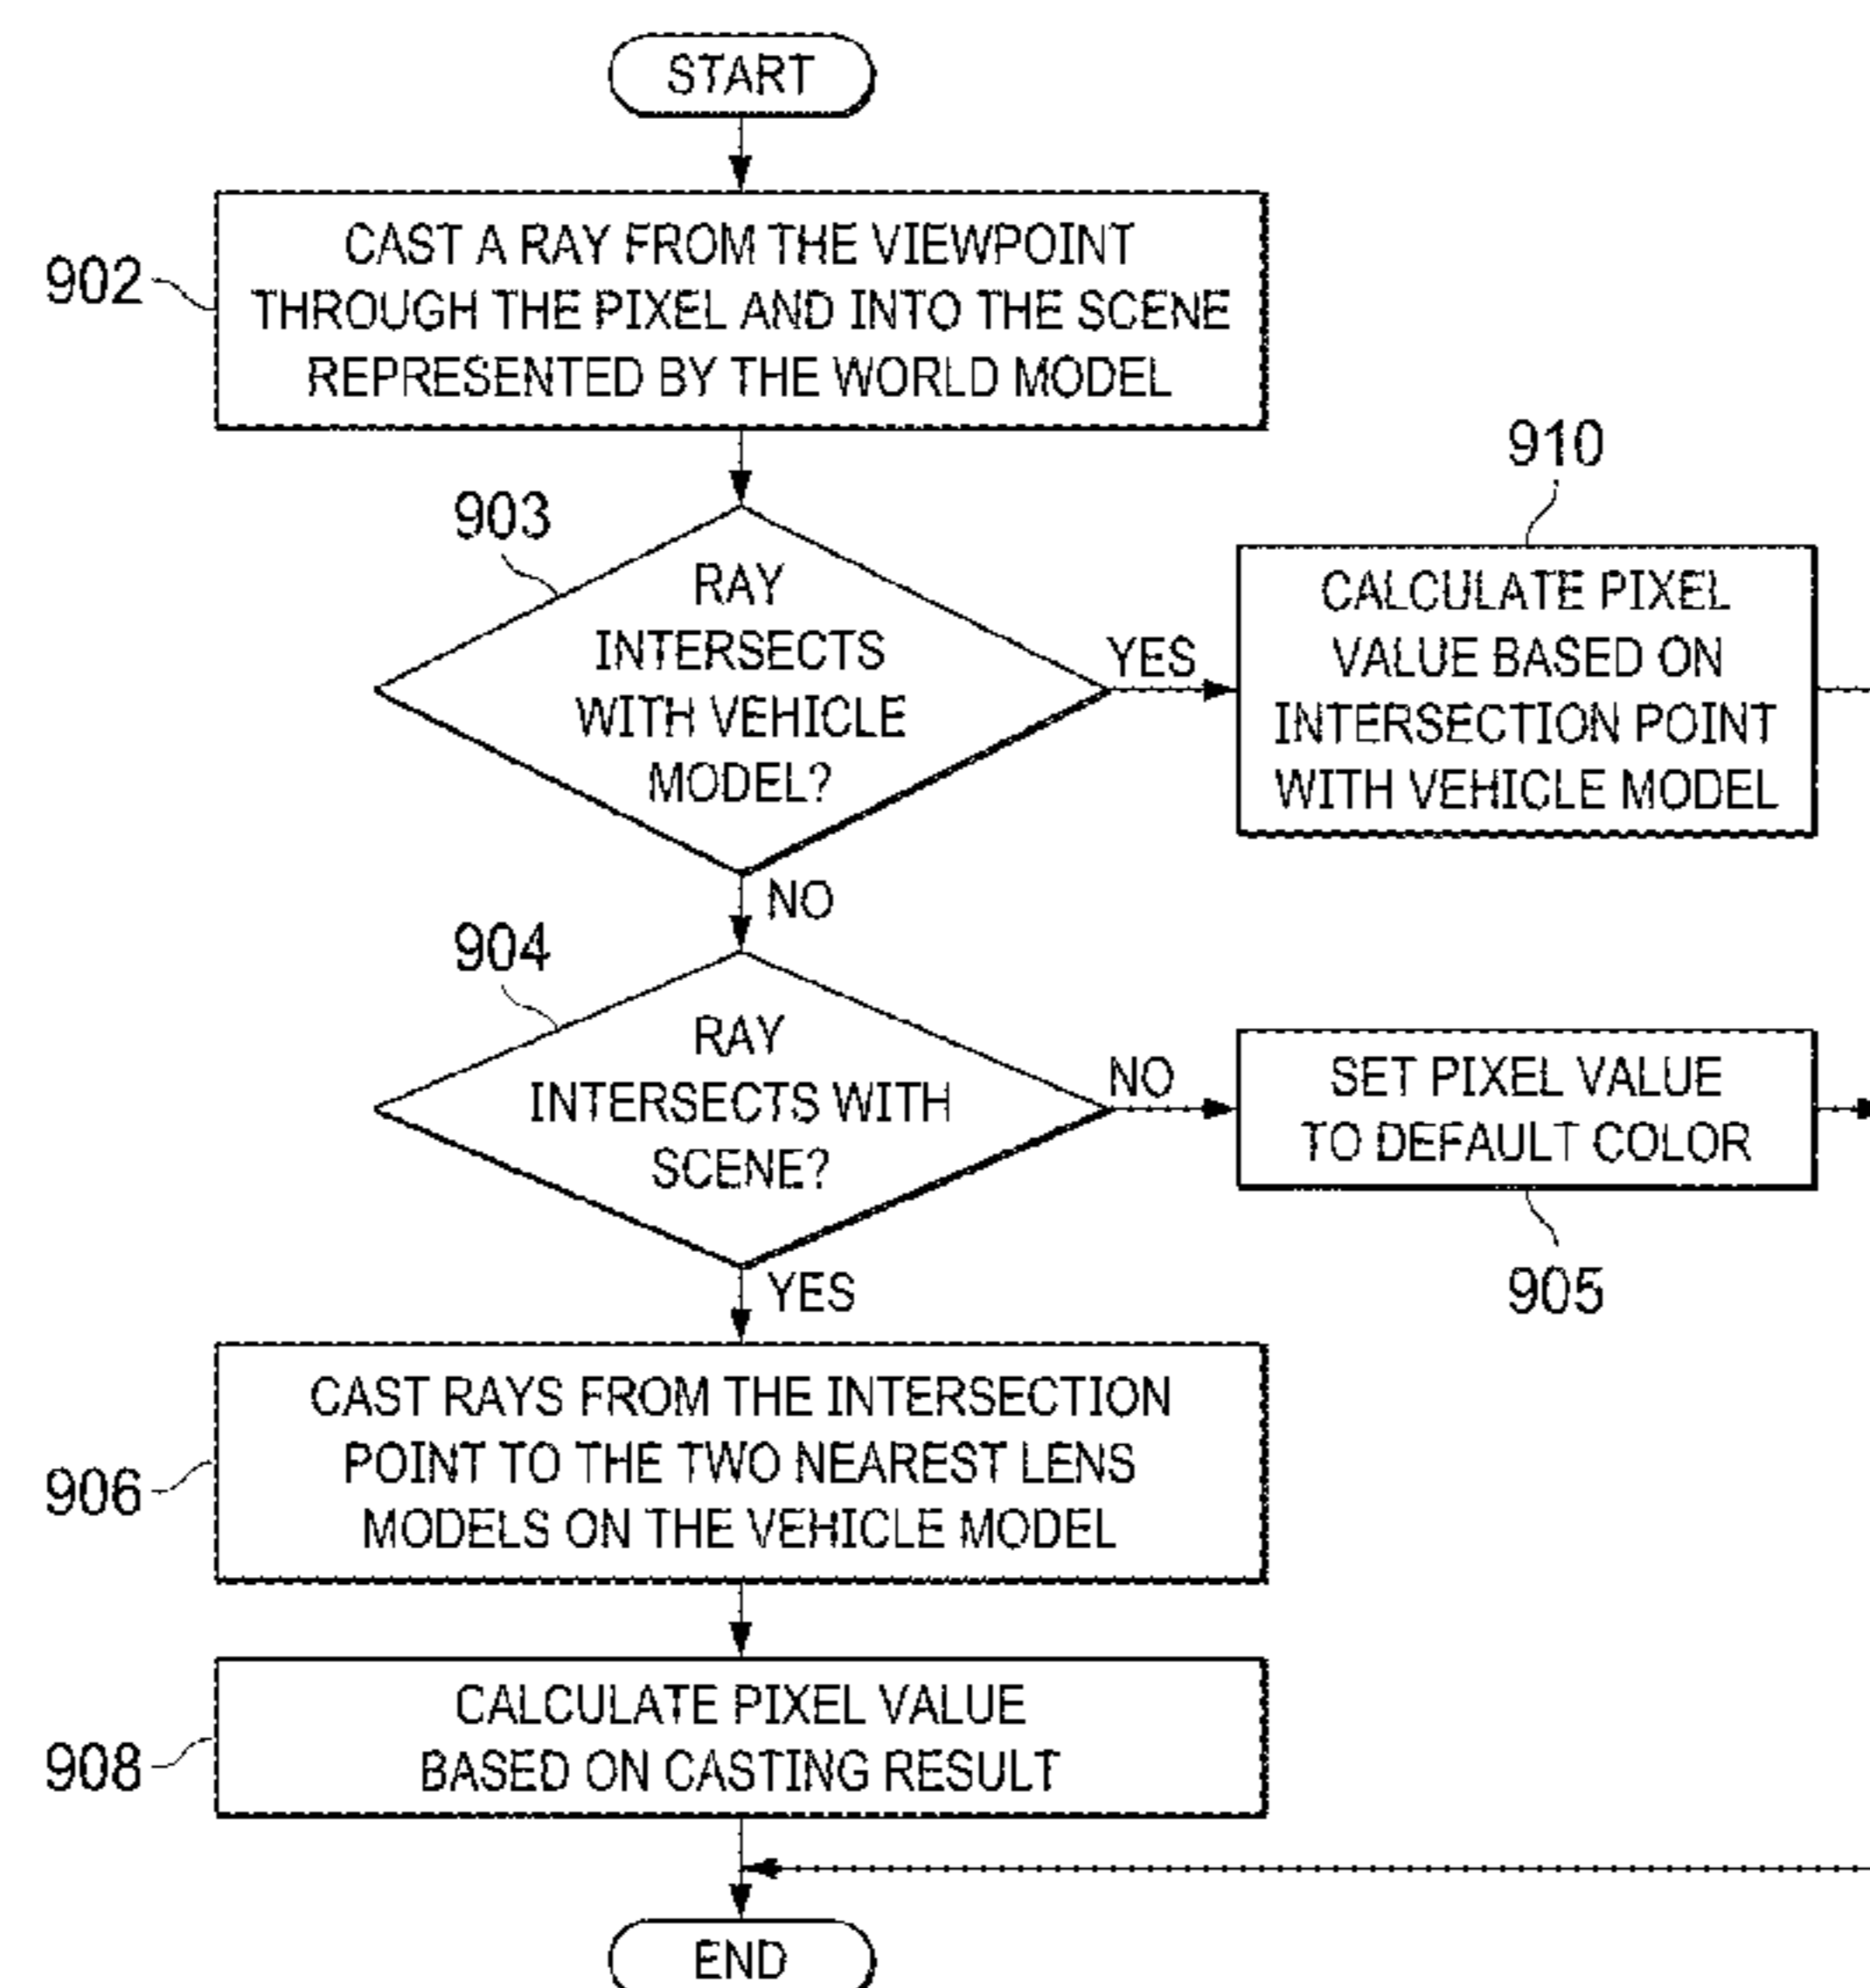 START
902
CAST A RAY FROM THE VIEWPOINT
THROUGH THE PIXEL AND INTO THE SCENE
REPRESENTED BY THE WORLD MODEL
903
RAY
INTERSECTS
WITH VEHICLE
MODEL?
YES
910
CALCULATE PIXEL
VALUE BASED ON
INTERSECTION POINT
WITH VEHICLE MODEL
NO
904
RAY
INTERSECTS WITH
SCENE?
NO
SET PIXEL VALUE
TO DEFAULT COLOR
905
YES
906
CAST RAYS FROM THE INTERSECTION
POINT TO THE TWO NEAREST LENS
MODELS ON THE VEHICLE MODEL
908
CALCULATE PIXEL VALUE
BASED ON CASTING RESULT
END